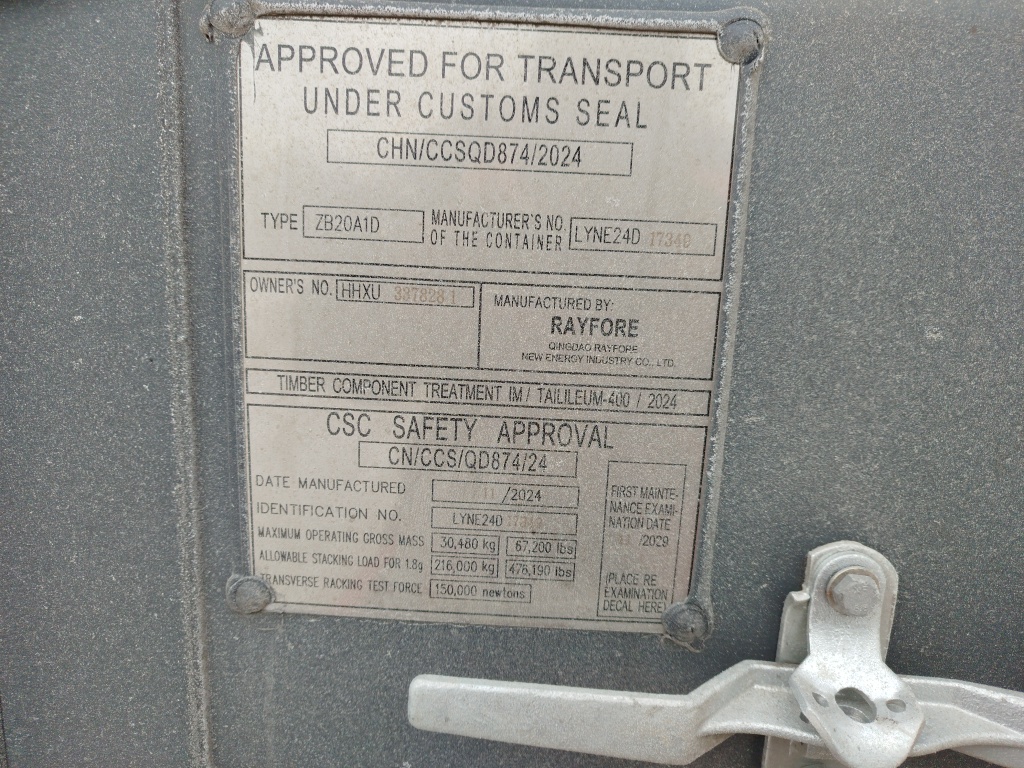 APPROVED FOR TRANSPORT
UNDER CUSTOMS SEAL
CHN/CCSQD874/2024
TYPE ZB20A1D MANUFACTURER'S NO. OF THE CONTAINER LYNE24D
OWNER'S NO. HHXU
MANUFACTURED BY:
RAYFORE
QINGDAO RAYFORE
NEW ENERGY INDUSTRY CO., LTD.
TIMBER COMPONENT TREATMENT IM / TAILILEUM-400 / 2024
CSC SAFETY APPROVAL
CN/CCS/QD874/24
DATE MANUFACTURED 11/2024
IDENTIFICATION NO. LYNE24D
MAXIMUM OPERATING GROSS MASS 30,480 kg 67,200 lbs
ALLOWABLE STACKING LOAD FOR 1.8g 216,000 kg 476,190 lbs
TRANSVERSE RACKING TEST FORCE 150,000 newtons
FIRST MAINTE-
NANCE EXAMI-
NATION DATE
/2029
(PLACE RE
EXAMINATION
DECAL HERE)